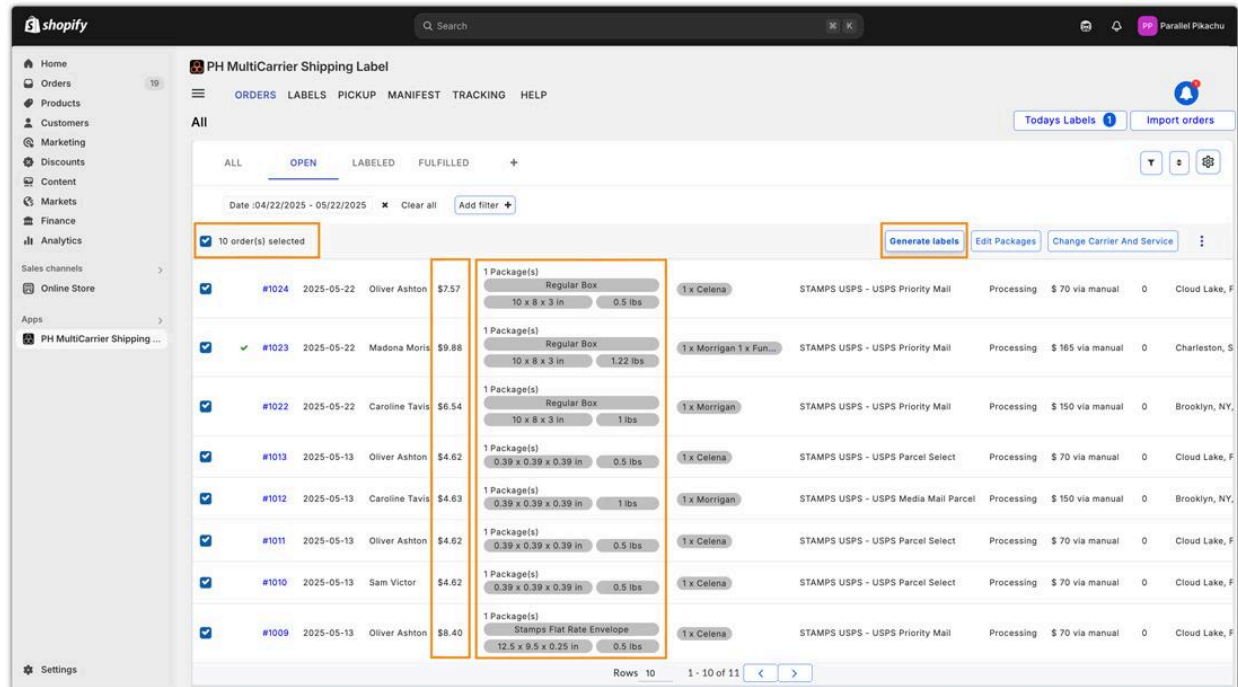 shopify
Search
⌘ K
PP Parallel Pikachu
Home
Orders 19
Products
Customers
Marketing
Discounts
Content
Markets
Finance
Analytics
Sales channels
Online Store
Apps
PH MultiCarrier Shipping ...
Settings
PH MultiCarrier Shipping Label
ORDERS LABELS PICKUP MANIFEST TRACKING HELP
All
Todays Labels 1 Import orders
ALL OPEN LABELED FULFILLED +
Date :04/22/2025 - 05/22/2025 × Clear all Add filter +
10 order(s) selected Generate labels Edit Packages Change Carrier And Service
1 Package(s)
Regular Box
#1024 2025-05-22 Oliver Ashton $7.57 1 x Celena STAMPS USPS - USPS Priority Mail Processing $ 70 via manual 0 Cloud Lake, F
10 x 8 x 3 in 0.5 lbs
1 Package(s)
Regular Box
#1023 2025-05-22 Madona Moris $9.88 1 x Morrigan 1 x Fun... STAMPS USPS - USPS Priority Mail Processing $ 165 via manual 0 Charleston, S
10 x 8 x 3 in 1.22 lbs
1 Package(s)
Regular Box
#1022 2025-05-22 Caroline Tavis $6.54 1 x Morrigan STAMPS USPS - USPS Priority Mail Processing $ 150 via manual 0 Brooklyn, NY,
10 x 8 x 3 in 1 lbs
1 Package(s)
#1013 2025-05-13 Oliver Ashton $4.62 0.39 x 0.39 x 0.39 in 0.5 lbs 1 x Celena STAMPS USPS - USPS Parcel Select Processing $ 70 via manual 0 Cloud Lake, F
1 Package(s)
#1012 2025-05-13 Caroline Tavis $4.63 0.39 x 0.39 x 0.39 in 1 lbs 1 x Morrigan STAMPS USPS - USPS Media Mail Parcel Processing $ 150 via manual 0 Brooklyn, NY,
1 Package(s)
#1011 2025-05-13 Oliver Ashton $4.62 0.39 x 0.39 x 0.39 in 0.5 lbs 1 x Celena STAMPS USPS - USPS Parcel Select Processing $ 70 via manual 0 Cloud Lake, F
1 Package(s)
#1010 2025-05-13 Sam Victor $4.62 0.39 x 0.39 x 0.39 in 0.5 lbs 1 x Celena STAMPS USPS - USPS Parcel Select Processing $ 70 via manual 0 Cloud Lake, F
1 Package(s)
Stamps Flat Rate Envelope
#1009 2025-05-13 Oliver Ashton $8.40 1 x Celena STAMPS USPS - USPS Priority Mail Processing $ 70 via manual 0 Cloud Lake, F
12.5 x 9.5 x 0.25 in 0.5 lbs
Rows 10 1 - 10 of 11 < >